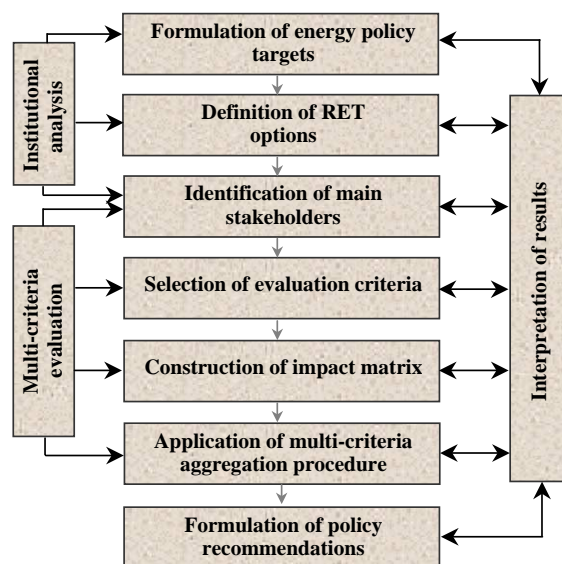 Formulation of energy policy
targets
Institutional
analysis
Definition of RET
options
Identification of main
stakeholders
Multi-criteria
evaluation
Selection of evaluation criteria
Construction of impact matrix
Application of multi-criteria
aggregation procedure
Formulation of policy
recommendations
Interpretation of results